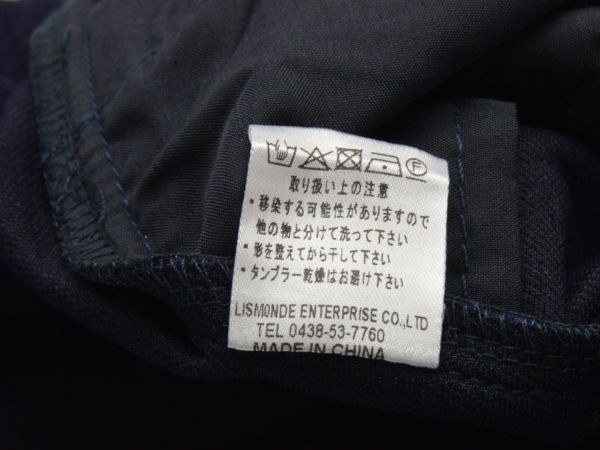 取り扱い上の注意
・移染する可能性がありますので
他の物と分けて洗って下さい
・形を整えてから干して下さい
・タンブラー乾燥はお避け下さい
LISMONDE ENTERPRISE CO.,LTD
TEL 0438-53-7760
MADE IN CHINA